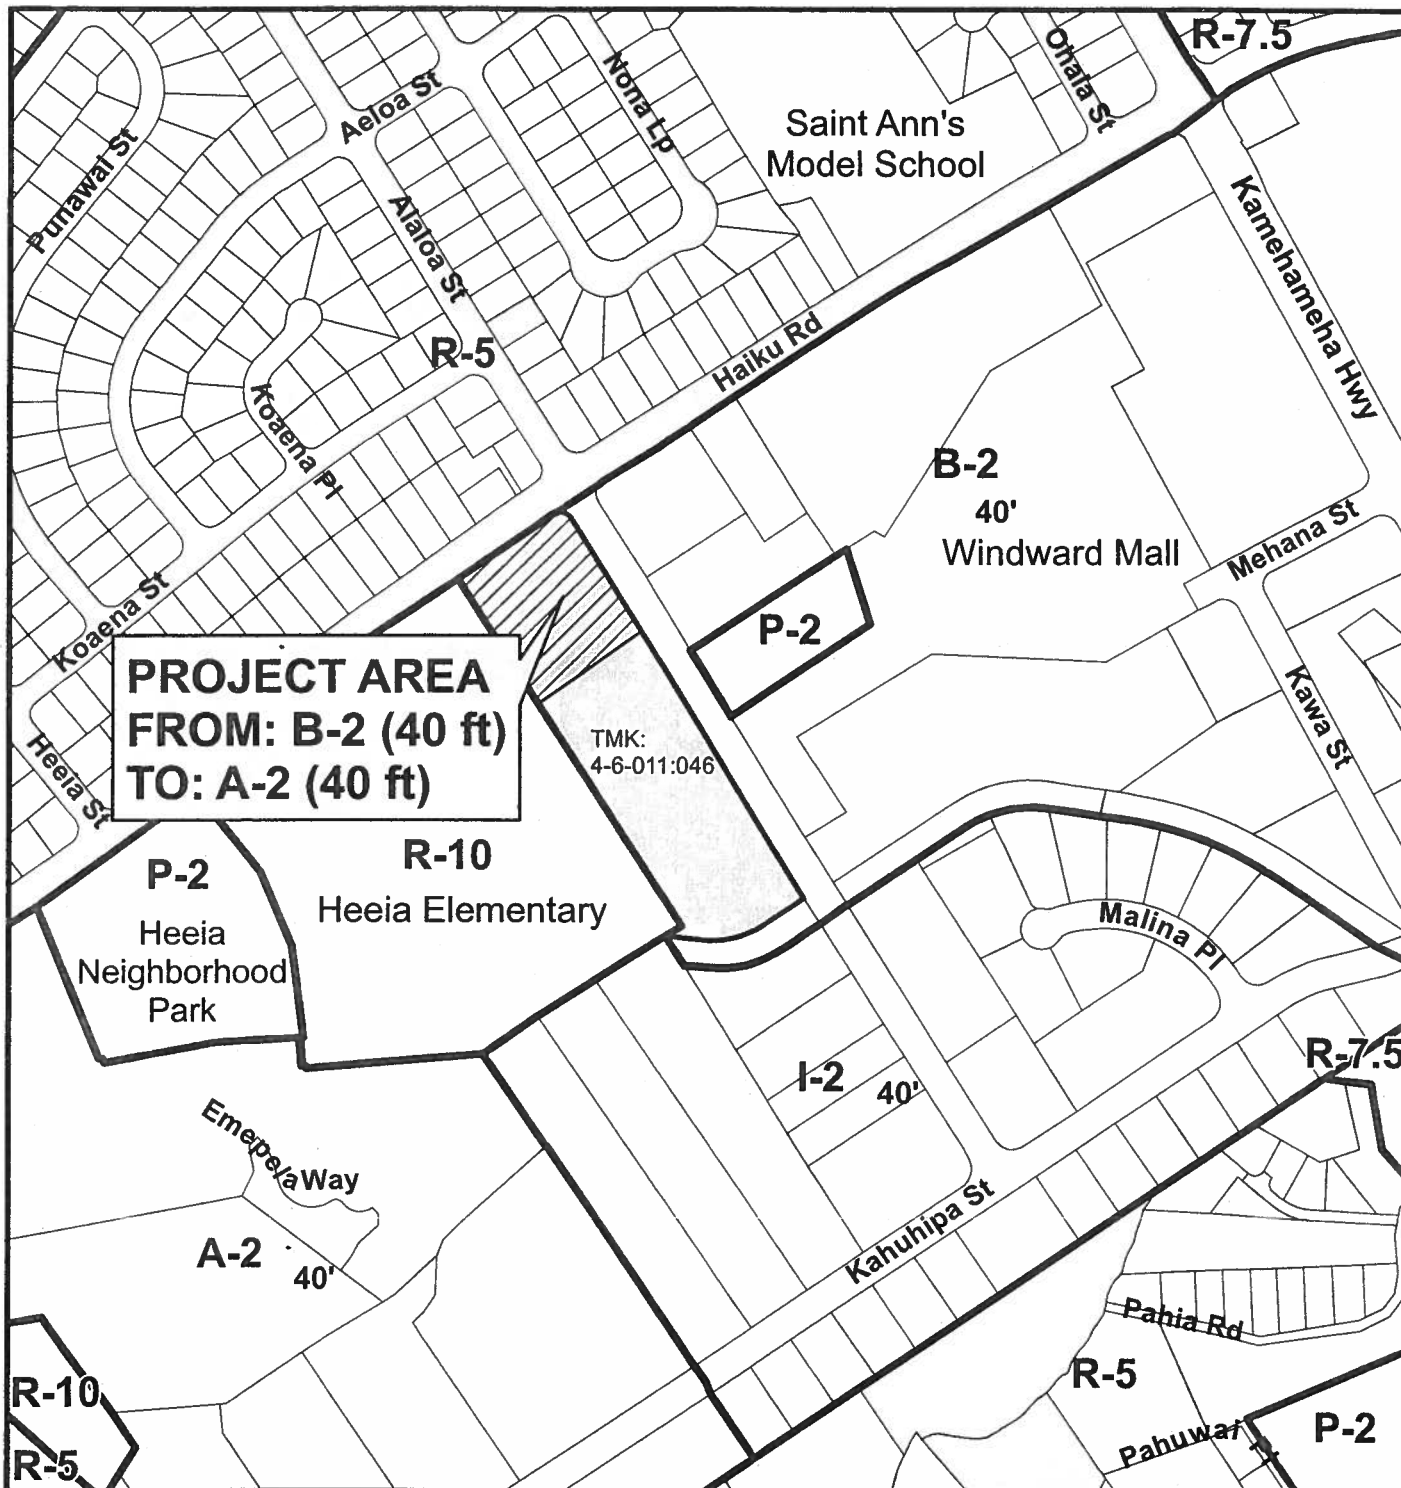 R-7.5
Ohala St
Nona Lp
Aeloa St
Saint Ann's
Model School
Punawai St
Alaloa St
Kamehameha Hwy
R-5
Haiku Rd
Koaena Pl
B-2
40'
Windward Mall
Mehana St
Koaena St
P-2
PROJECT AREA
FROM: B-2 (40 ft)
TO: A-2 (40 ft)
TMK:
4-6-011:046
Kawa St
Heeia St
R-10
Heeia Elementary
P-2
Heeia
Neighborhood
Park
Malina Pl
I-2
40'
R-7.5
Emepela Way
Kahuhipa St
A-2
40'
Pahia Rd
R-5
R-10
R-5
Pahuwai
P-2